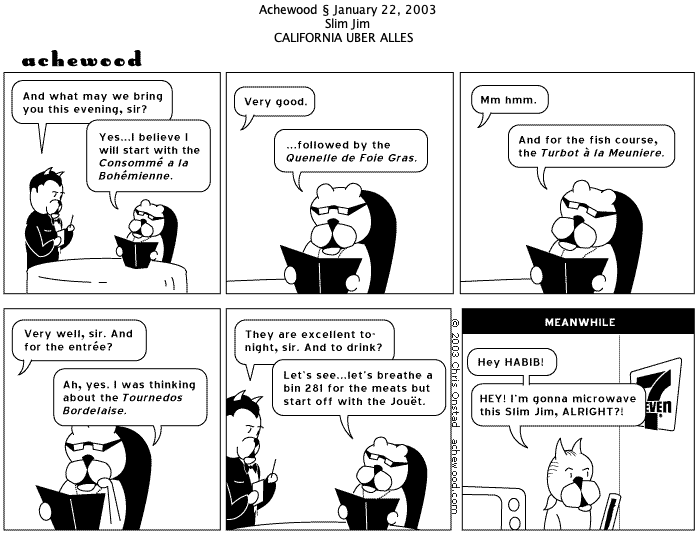 Achewood § January 22, 2003
Slim Jim
CALIFORNIA UBER ALLES
achewood
And what may we bring
you this evening, sir?
Yes...I believe I
will start with the
Consommé a la
Bohémienne.
Very good.
...followed by the
Quenelle de Foie Gras.
Mm hmm.
And for the fish course,
the Turbot à la Meuniere.
Very well, sir. And
for the entrée?
Ah, yes. I was thinking
about the Tournedos
Bordelaise.
They are excellent to-
night, sir. And to drink?
Let's see...let's breathe a
bin 281 for the meats but
start off with the Jouët.
© 2003 Chris Onstad achewood.com
MEANWHILE
Hey HABIB!
HEY! I'm gonna microwave
this Slim Jim, ALRIGHT?!
7
EVEN